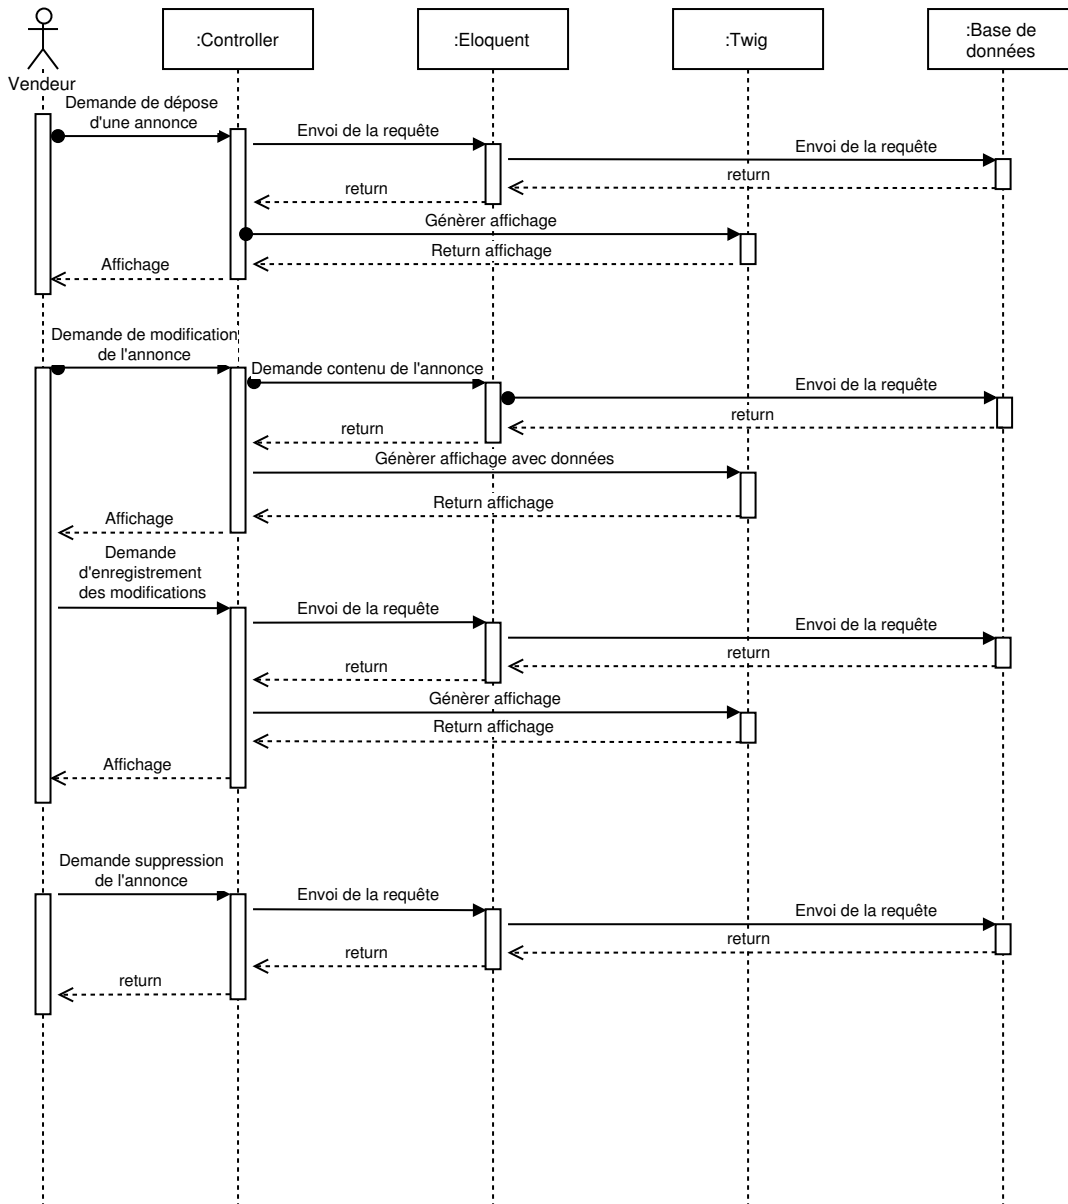 :Controller
:Eloquent
:Twig
:Base de
données
Vendeur
Demande de dépose
d'une annonce
Envoi de la requête
Envoi de la requête
return
return
Génèrer affichage
Return affichage
Affichage
Demande de modification
de l'annonce
Demande contenu de l'annonce
Envoi de la requête
return
return
Génèrer affichage avec données
Return affichage
Affichage
Demande
d'enregistrement
des modifications
Envoi de la requête
Envoi de la requête
return
return
Génèrer affichage
Return affichage
Affichage
Demande suppression
de l'annonce
Envoi de la requête
Envoi de la requête
return
return
return